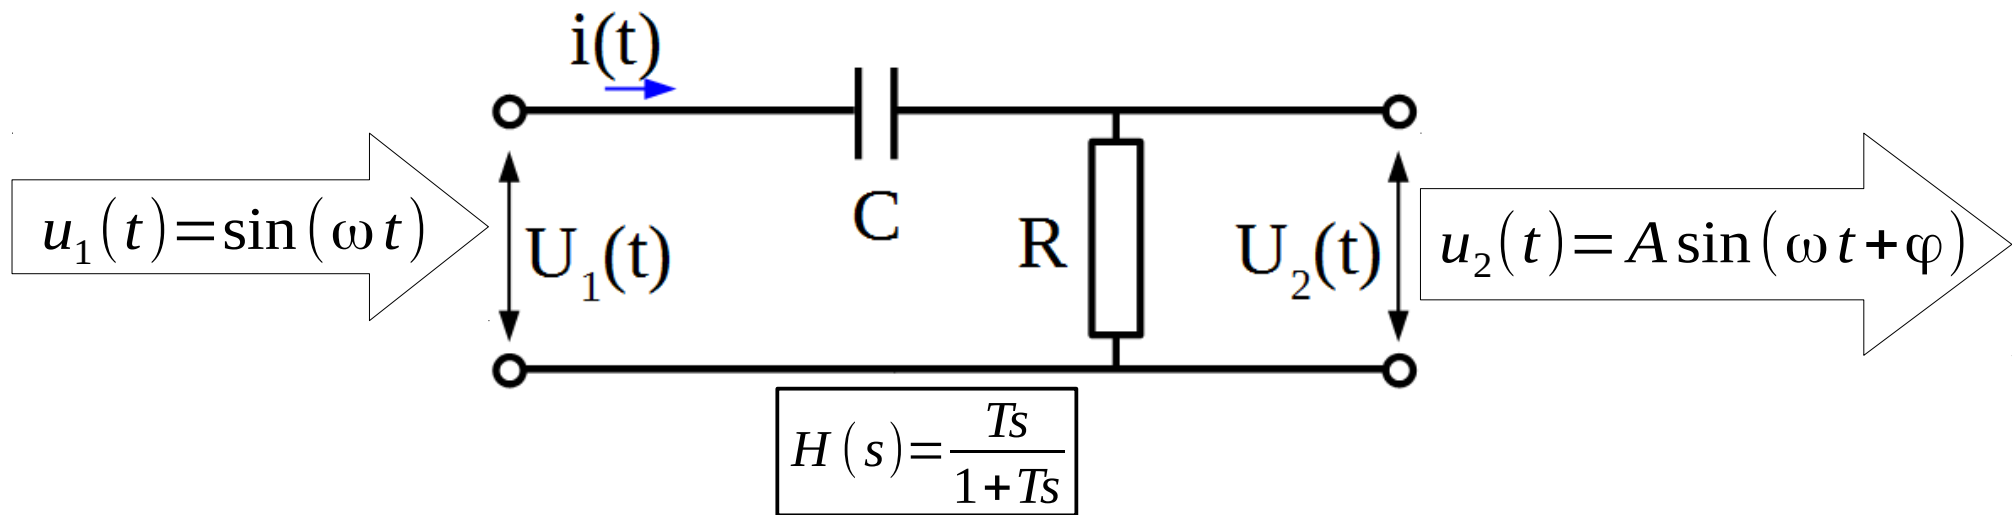 i(t)
u₁(t)=sin(ωt)
U₁(t)
C
R
U₂(t)
u₂(t)=A sin(ωt+φ)
H(s)=Ts/(1+Ts)